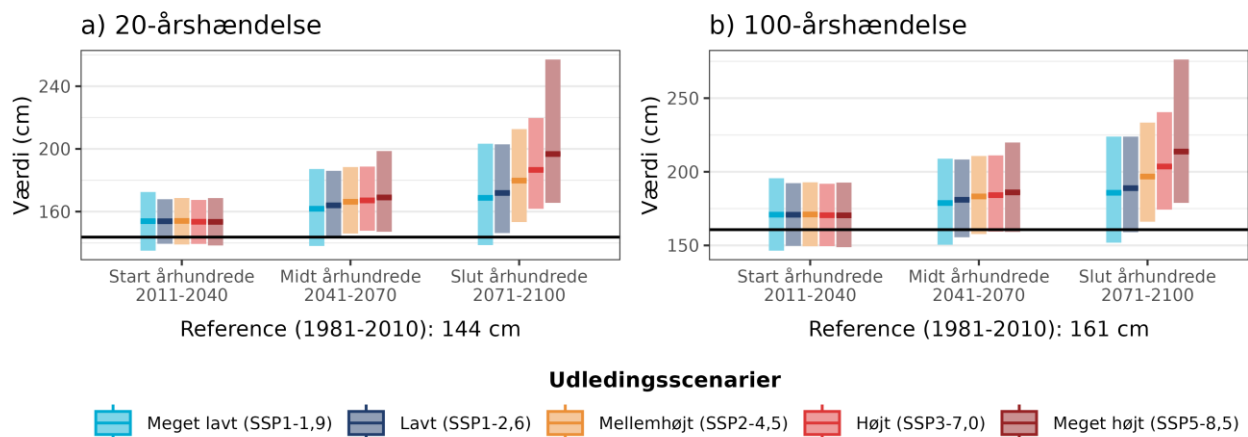 a) 20-årshændelse
b) 100-årshændelse
Værdi (cm)
240
200
160
Start århundrede
2011-2040
Midt århundrede
2041-2070
Slut århundrede
2071-2100
Reference (1981-2010): 144 cm
Værdi (cm)
250
200
150
Start århundrede
2011-2040
Midt århundrede
2041-2070
Slut århundrede
2071-2100
Reference (1981-2010): 161 cm
Udledingsscenarier
Meget lavt (SSP1-1,9)
Lavt (SSP1-2,6)
Mellemhøjt (SSP2-4,5)
Højt (SSP3-7,0)
Meget højt (SSP5-8,5)